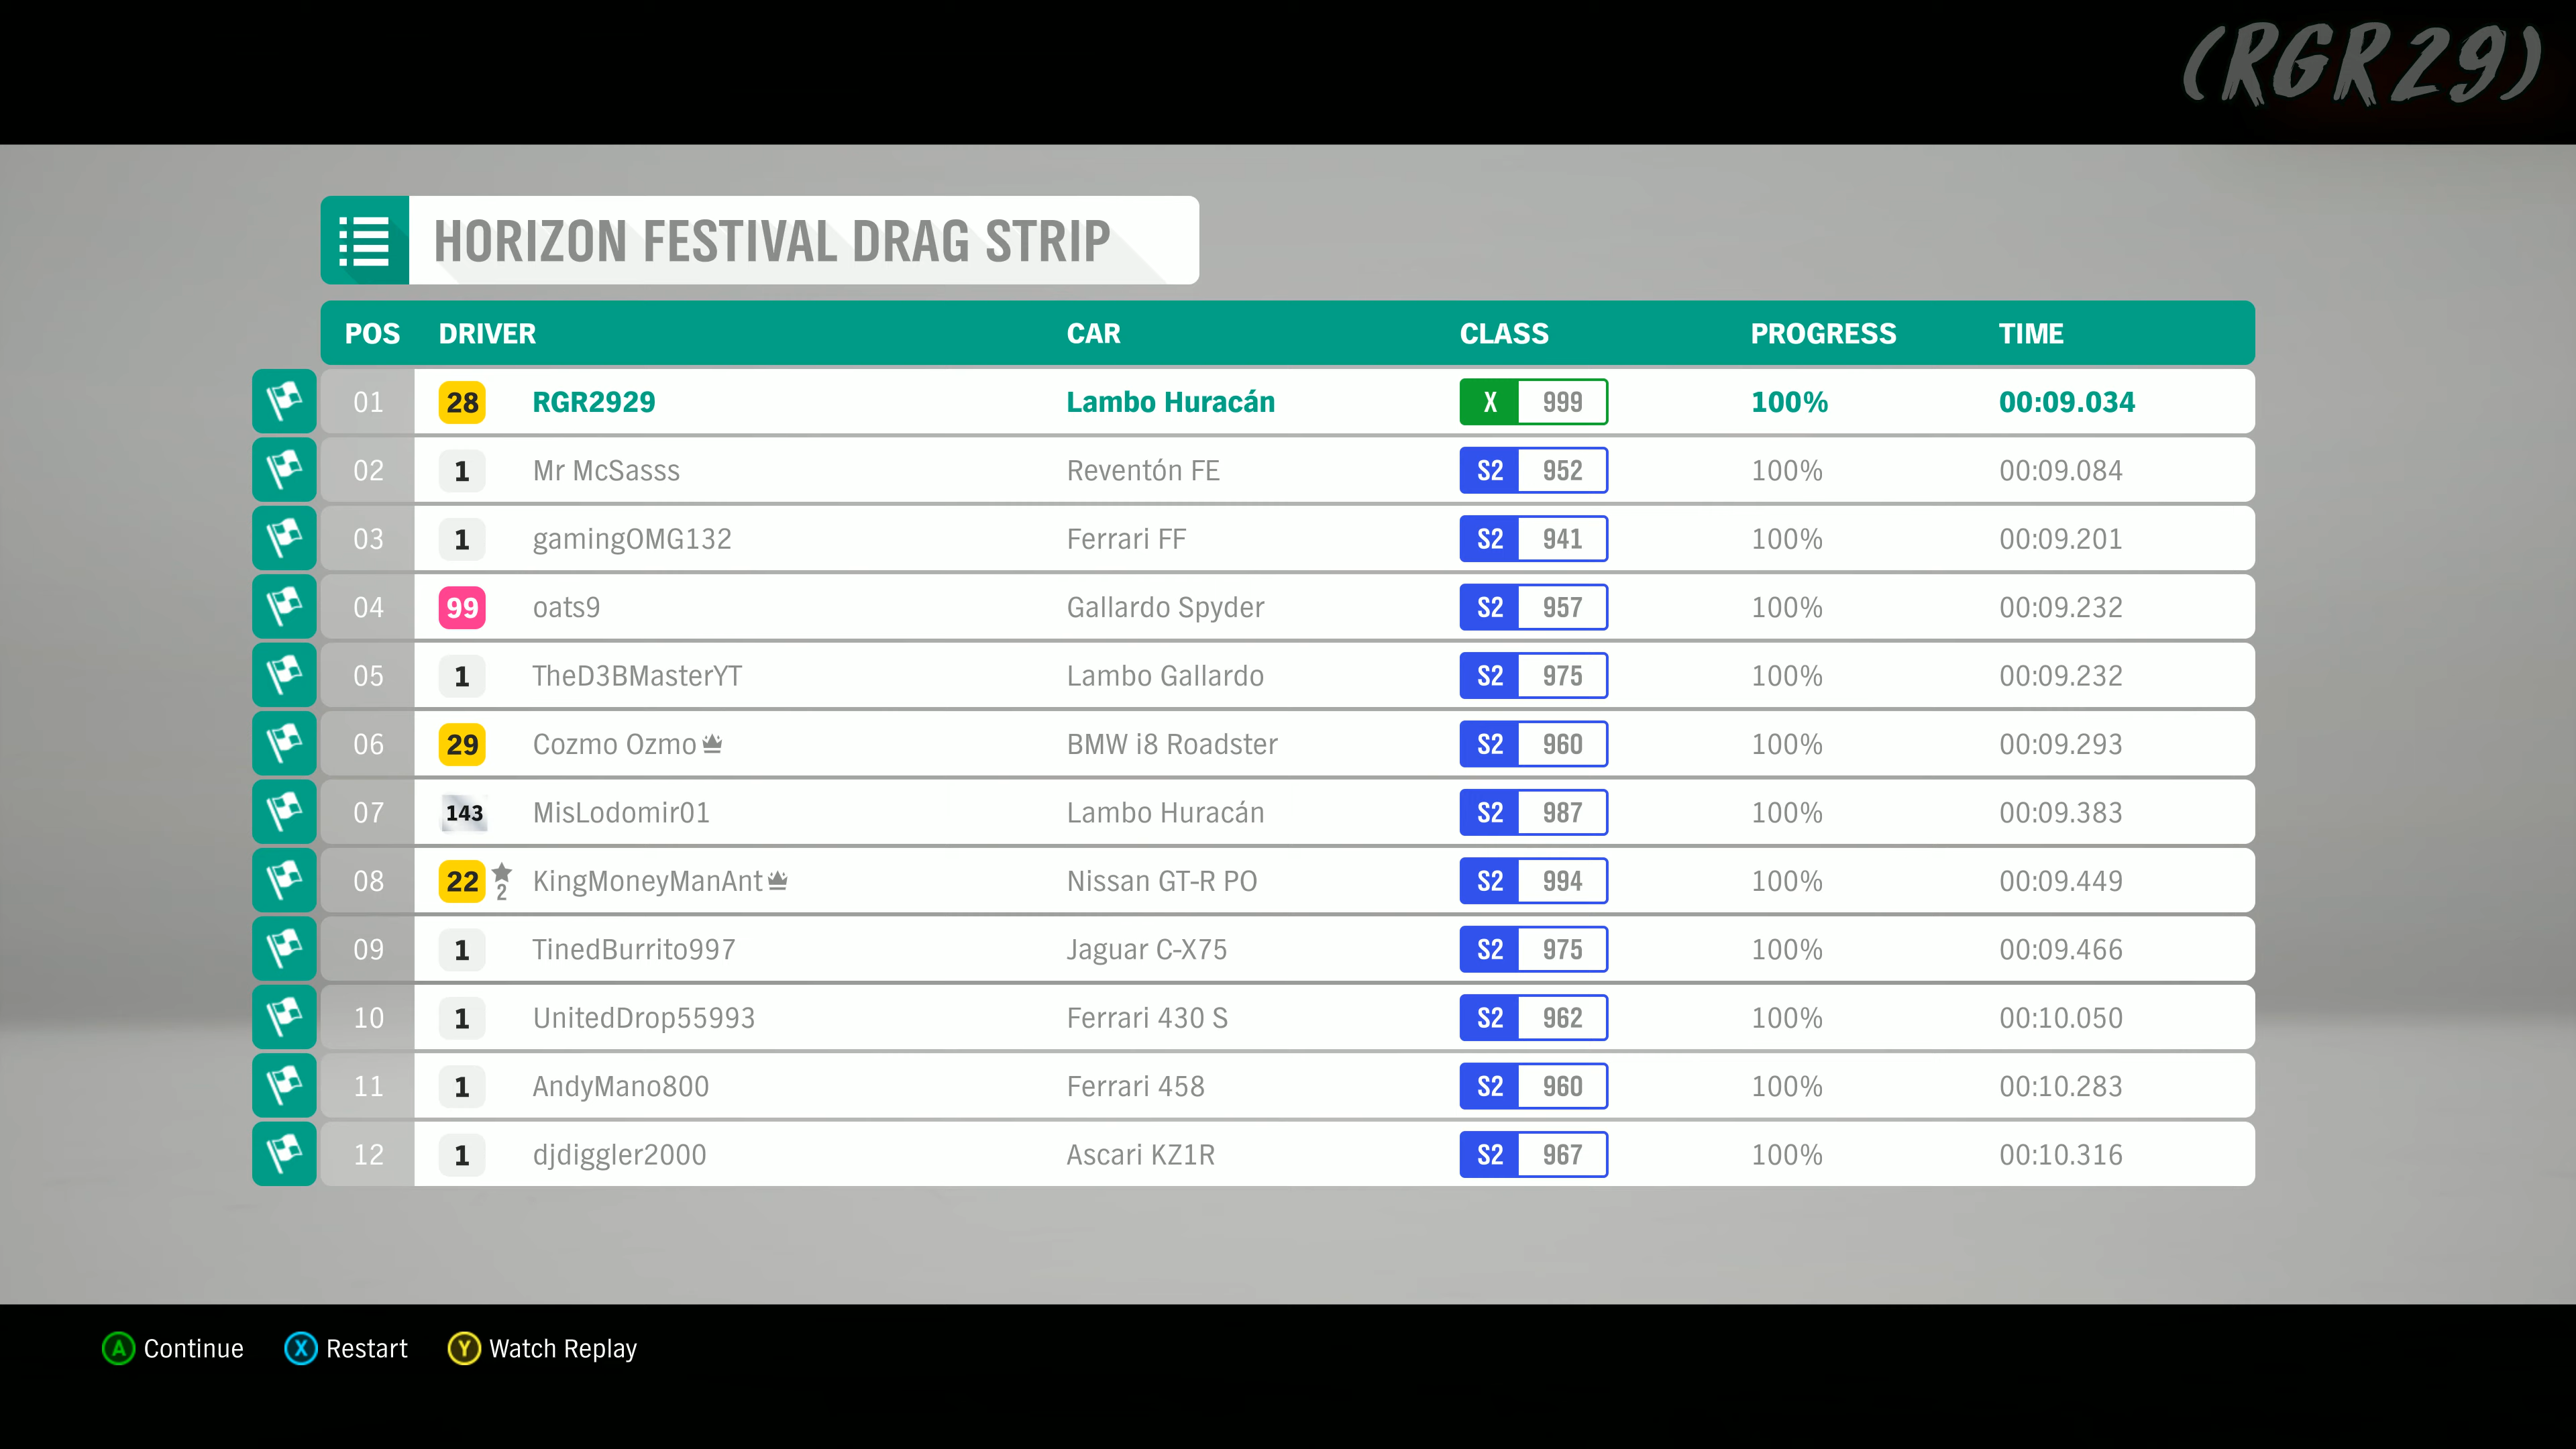 (RGR29)
HORIZON FESTIVAL DRAG STRIP
POS DRIVER CAR CLASS PROGRESS TIME
01 28 RGR2929 Lambo Huracán X 999 100% 00:09.034
02 1 Mr McSasss Reventón FE S2 952 100% 00:09.084
03 1 gamingOMG132 Ferrari FF S2 941 100% 00:09.201
04 99 oats9 Gallardo Spyder S2 957 100% 00:09.232
05 1 TheD3BMasterYT Lambo Gallardo S2 975 100% 00:09.232
06 29 Cozmo Ozmo BMW i8 Roadster S2 960 100% 00:09.293
07 143 MisLodomir01 Lambo Huracán S2 987 100% 00:09.383
08 22 2 KingMoneyManAnt Nissan GT-R PO S2 994 100% 00:09.449
09 1 TinedBurrito997 Jaguar C-X75 S2 975 100% 00:09.466
10 1 UnitedDrop55993 Ferrari 430 S S2 962 100% 00:10.050
11 1 AndyMano800 Ferrari 458 S2 960 100% 00:10.283
12 1 djdiggler2000 Ascari KZ1R S2 967 100% 00:10.316
A Continue X Restart Y Watch Replay